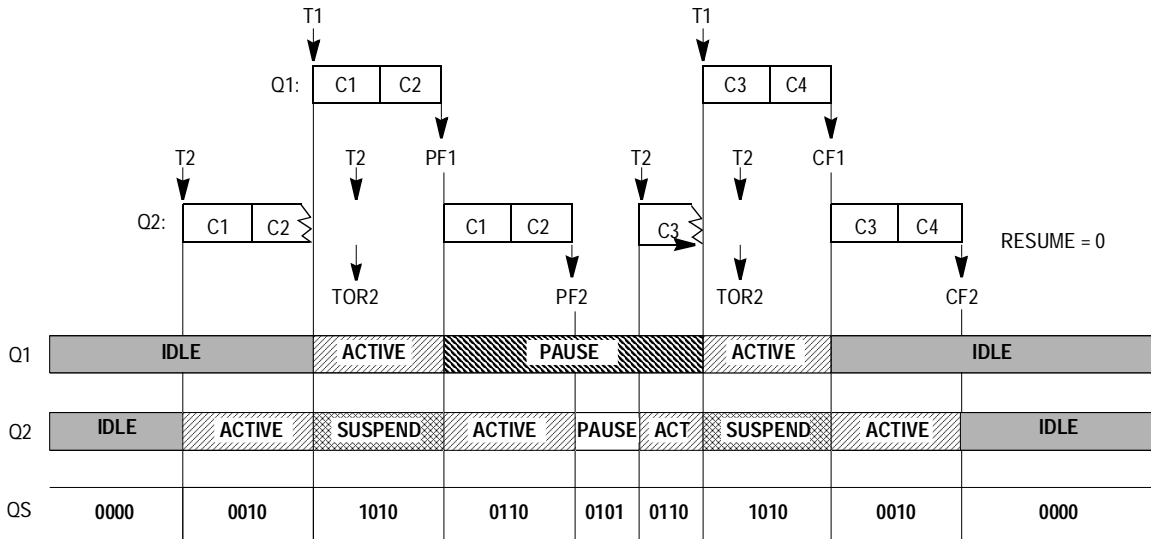 T1 T1
Q1: C1 C2 C3 C4
T2 T2 PF1 T2 T2 CF1
Q2: C1 C2 C1 C2 C3 C3 C4
RESUME = 0
TOR2 PF2 TOR2 CF2
Q1 IDLE ACTIVE PAUSE ACTIVE IDLE
Q2 IDLE ACTIVE SUSPEND ACTIVE PAUSE ACT SUSPEND ACTIVE IDLE
QS 0000 0010 1010 0110 0101 0110 1010 0010 0000